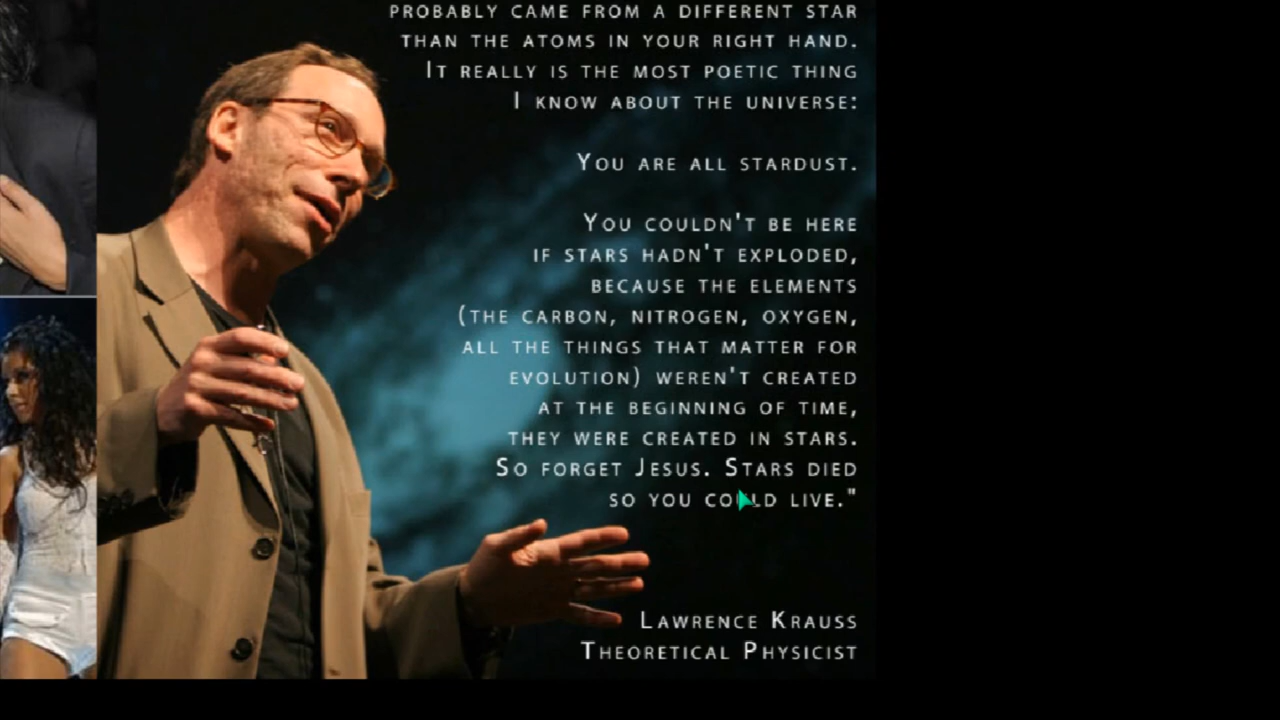 PROBABLY CAME FROM A DIFFERENT STAR
THAN THE ATOMS IN YOUR RIGHT HAND.
IT REALLY IS THE MOST POETIC THING
I KNOW ABOUT THE UNIVERSE:
YOU ARE ALL STARDUST.
YOU COULDN'T BE HERE
IF STARS HADN'T EXPLODED,
BECAUSE THE ELEMENTS
(THE CARBON, NITROGEN, OXYGEN,
ALL THE THINGS THAT MATTER FOR
EVOLUTION) WEREN'T CREATED
AT THE BEGINNING OF TIME,
THEY WERE CREATED IN STARS.
SO FORGET JESUS. STARS DIED
SO YOU COULD LIVE."
LAWRENCE KRAUSS
THEORETICAL PHYSICIST